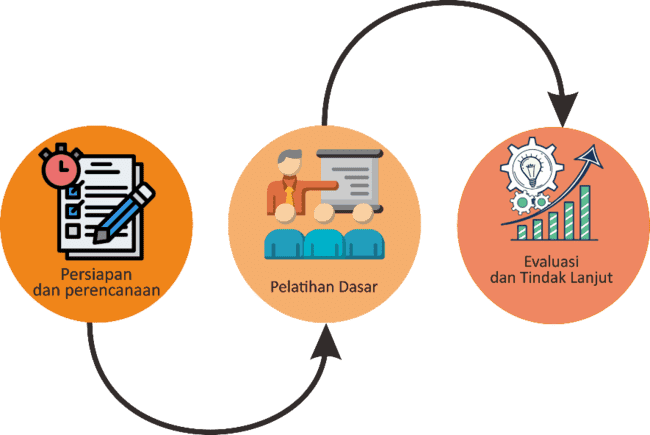 Persiapan
dan perencanaan
Pelatihan Dasar
Evaluasi
dan Tindak Lanjut